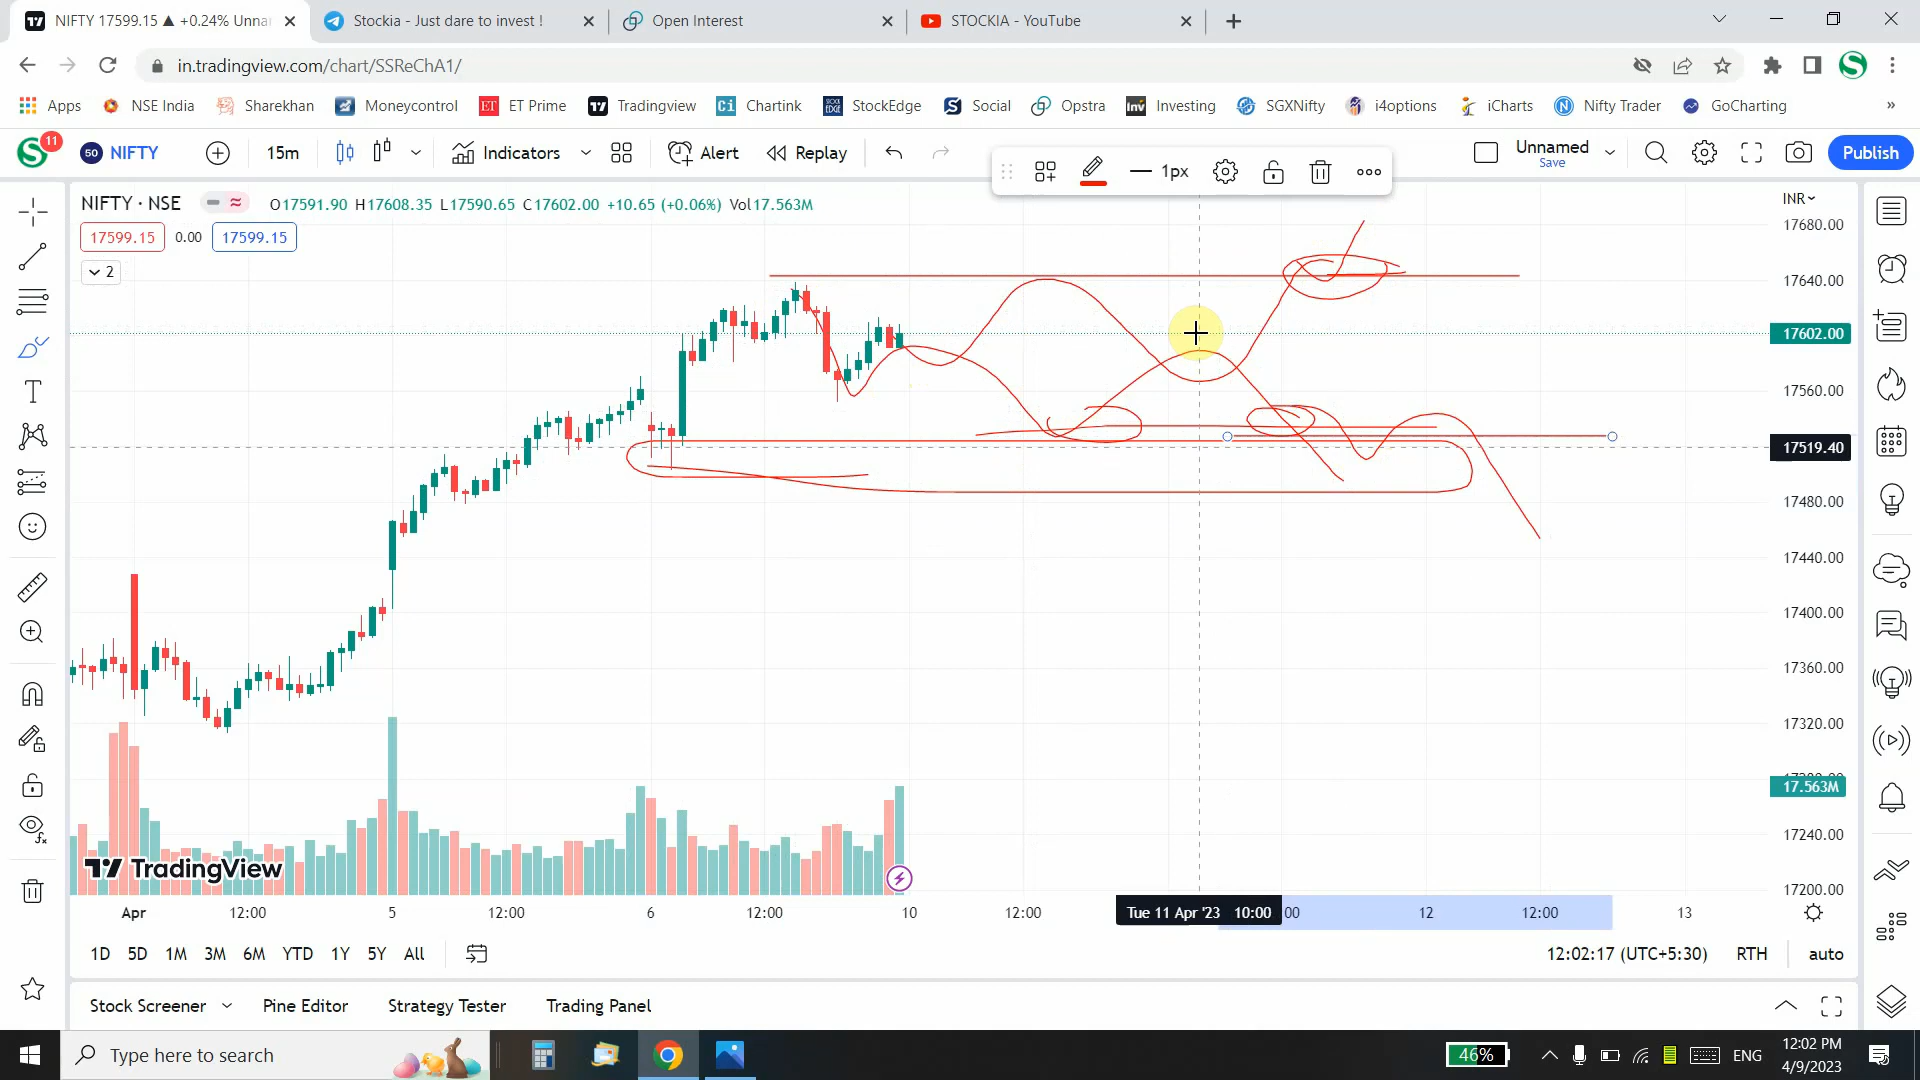 NIFTY 17599.15 ▲ +0.24% Unna
Stockia - Just dare to invest !
Open Interest
STOCKIA - YouTube
in.tradingview.com/chart/SSReChA1/
Apps
NSE India
Sharekhan
ET
ET Prime
Moneycontrol
Tradingview
Ci
Chartink
StockEdge
Social
Opstra
Inv
Investing
SGXNifty
i4options
iCharts
Nifty Trader
GoCharting
»
11
50 NIFTY
15m
Indicators
Alert
Replay
1px
Unnamed
Save
Publish
NIFTY · NSE
O17591.90 H17608.35 L17590.65 C17602.00 +10.65 (+0.06%) Vol17.563M
INR
17599.15
0.00
17599.15
2
17680.00
17640.00
17602.00
17560.00
17519.40
17480.00
17440.00
17400.00
17360.00
17320.00
17.563M
17240.00
17200.00
TradingView
Apr
12:00
5
12:00
6
12:00
10
12:00
Tue 11 Apr '23 10:00
:00
12
12:00
13
1D 5D 1M 3M 6M YTD 1Y 5Y All
12:02:17 (UTC+5:30)
RTH
auto
Stock Screener
Pine Editor
Strategy Tester
Trading Panel
Type here to search
46%
ENG
12:02 PM
4/9/2023